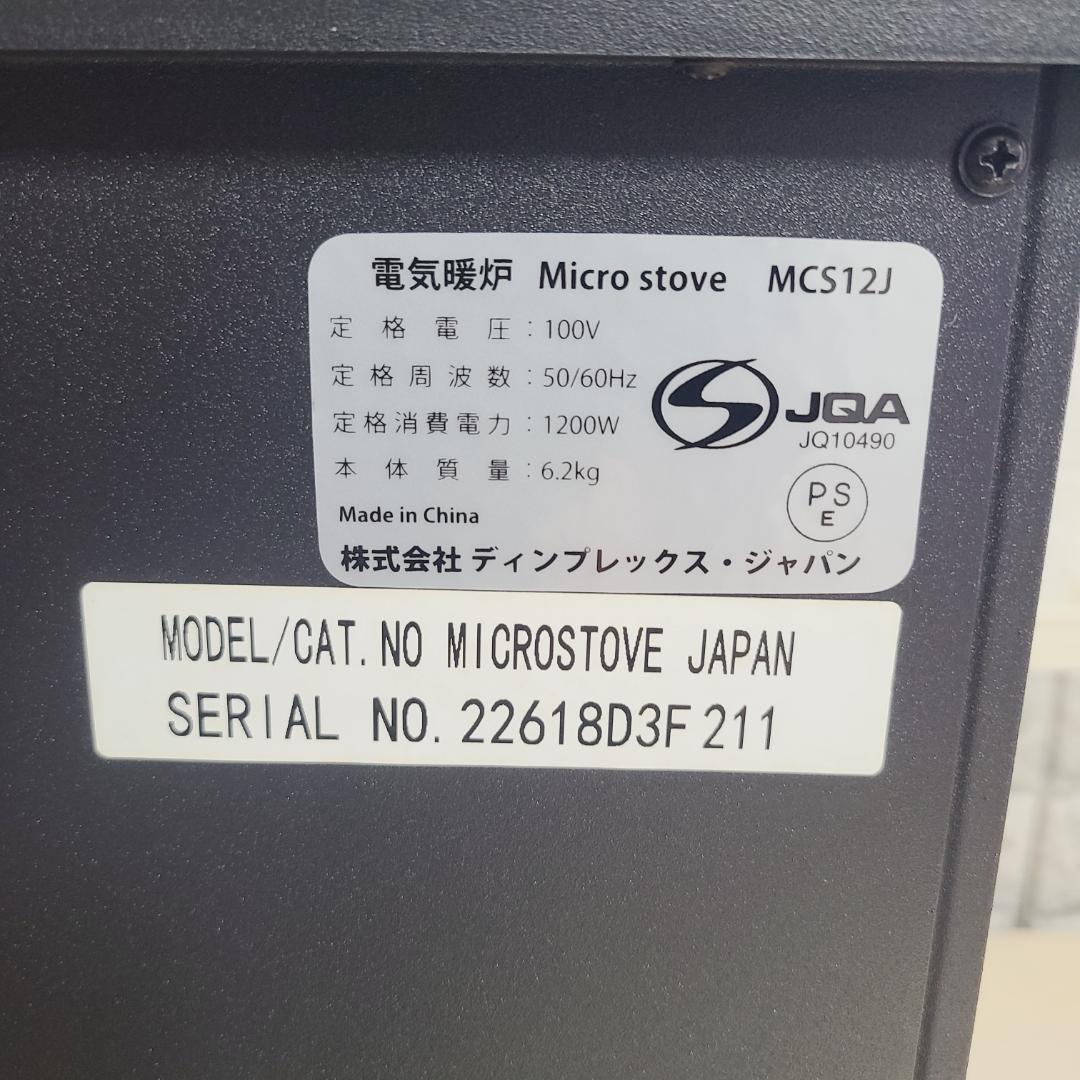 電気暖炉 Micro stove MCS12J
定格電圧：100V
定格周波数：50/60Hz
定格消費電力：1200W
本体質量：6.2kg
JQA
JQ10490
PS
E
Made in China
株式会社 ディンプレックス・ジャパン
MODEL/CAT.NO MICROSTOVE JAPAN
SERIAL NO.22618D3F211